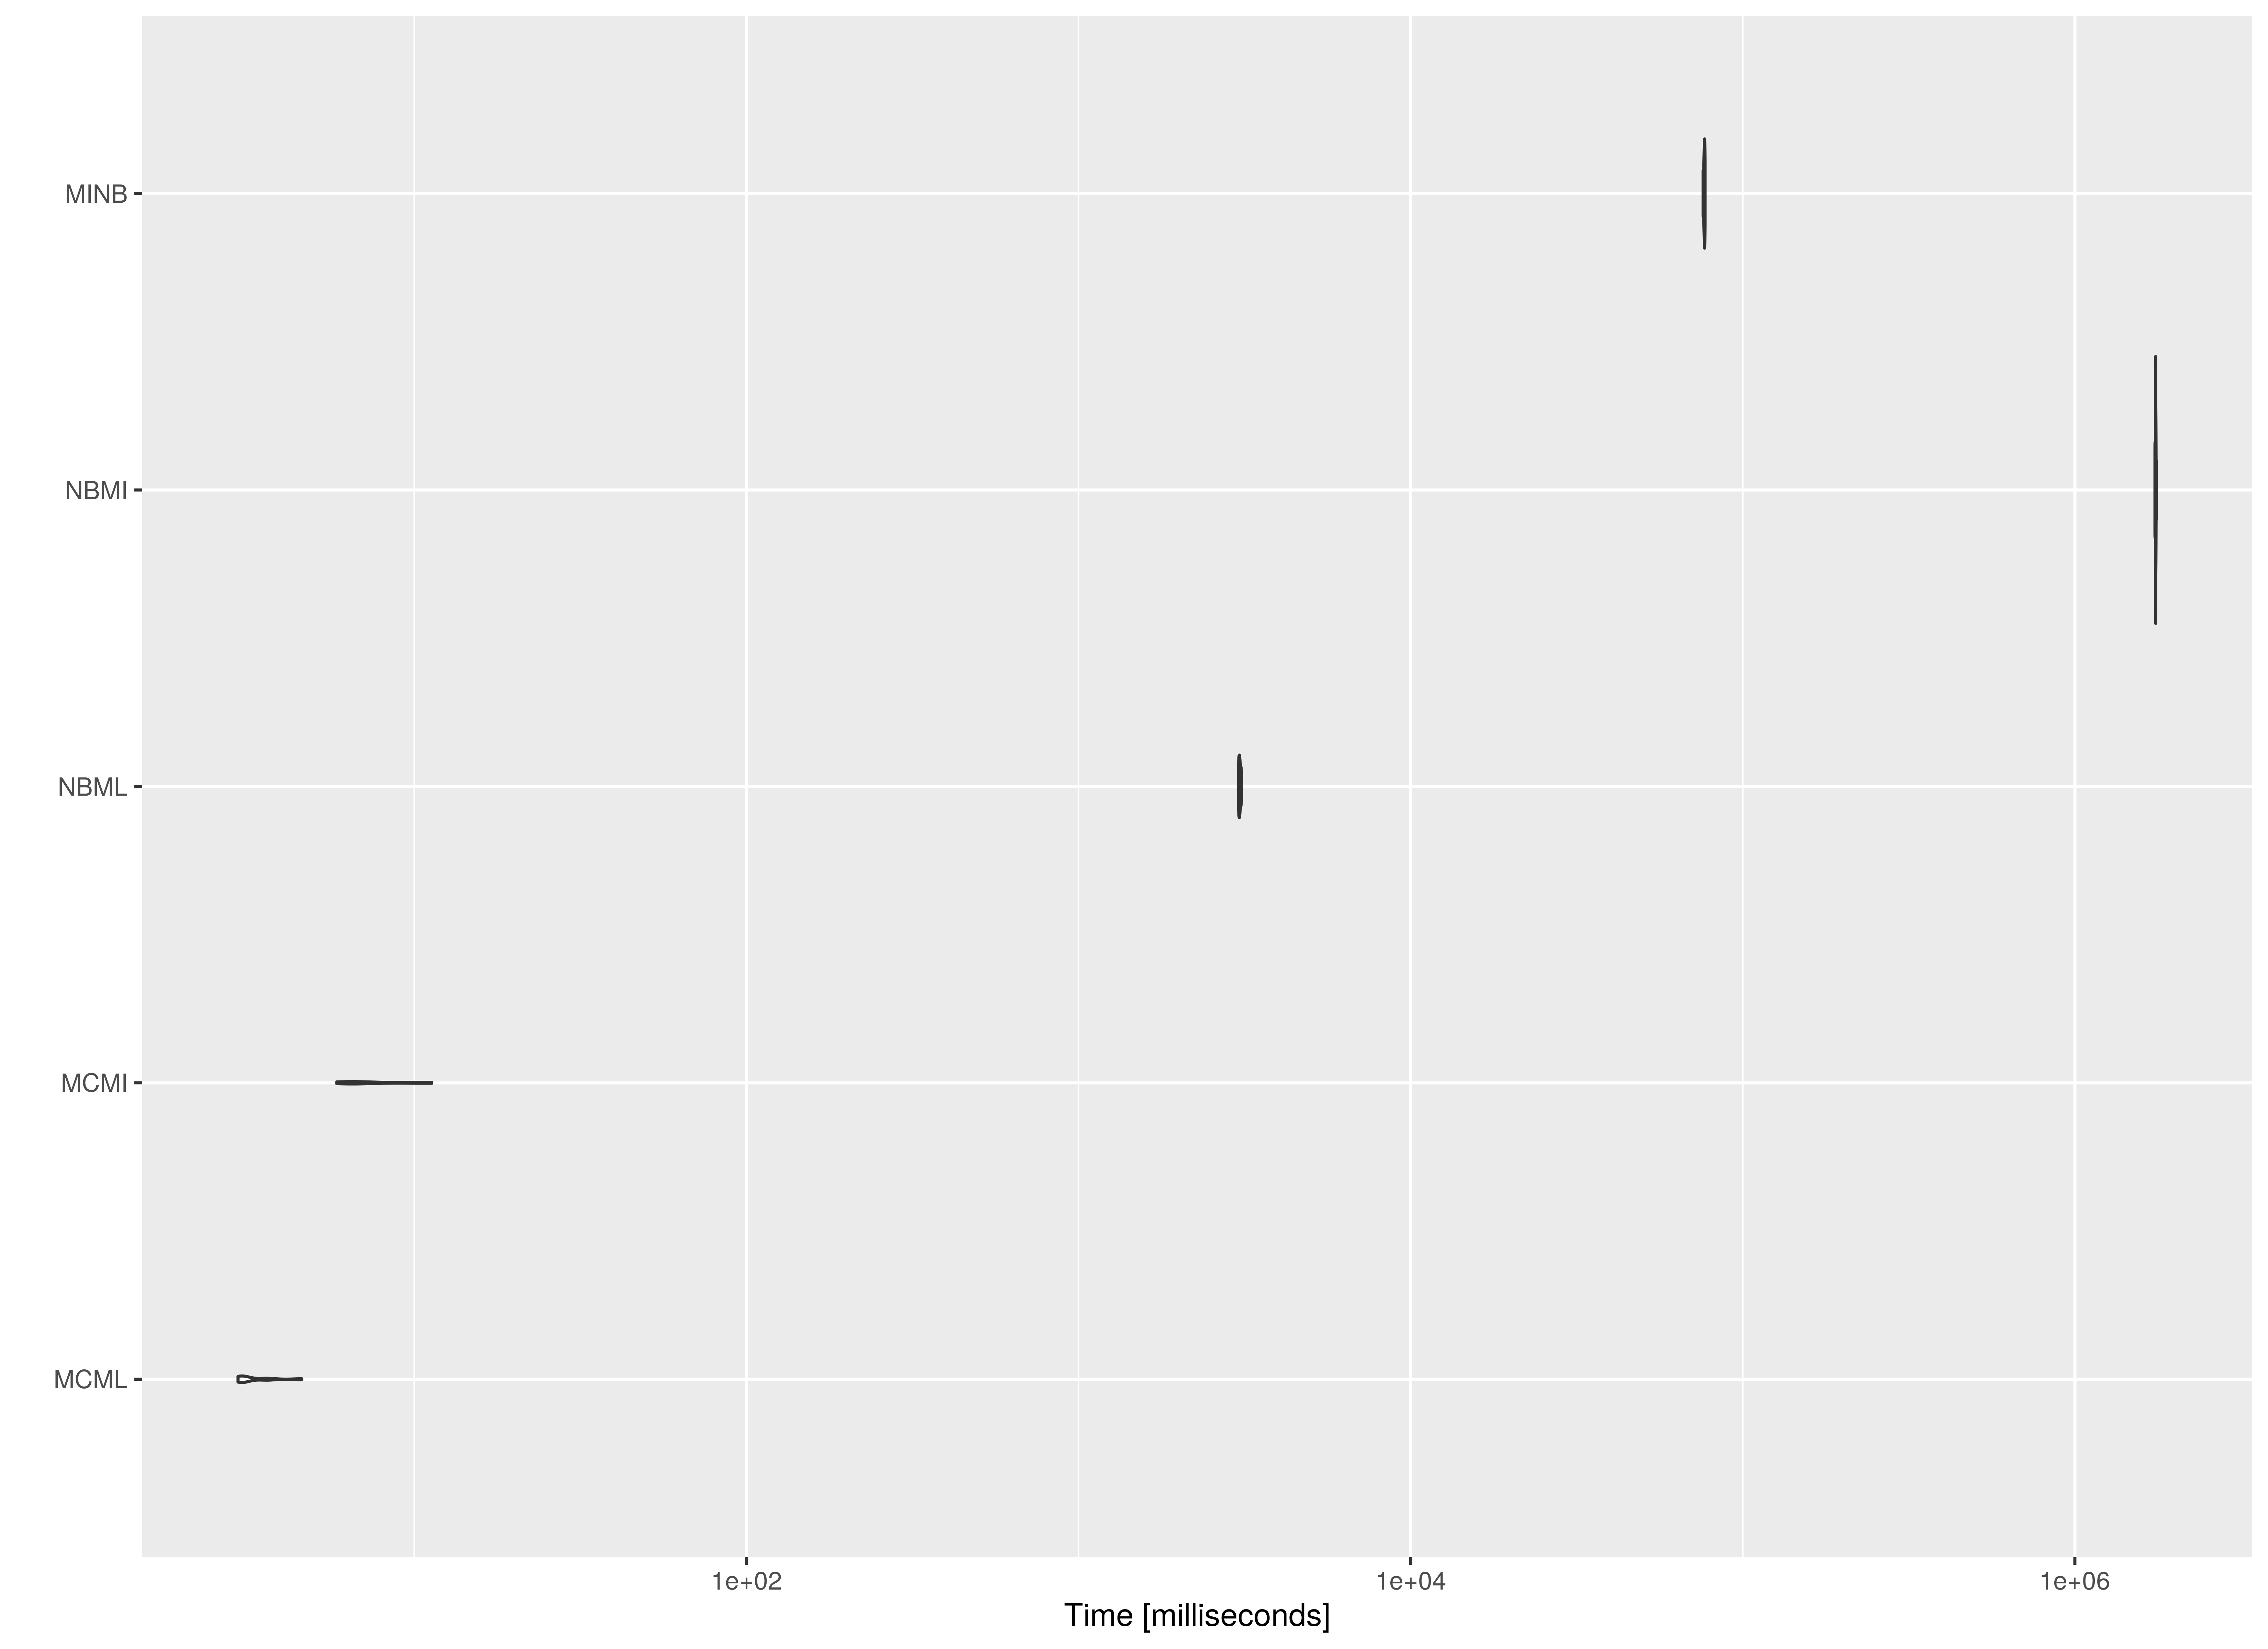 MINB
NBMI
NBML
MCMI
MCML
1e+02 1e+04 1e+06
Time [milliseconds]